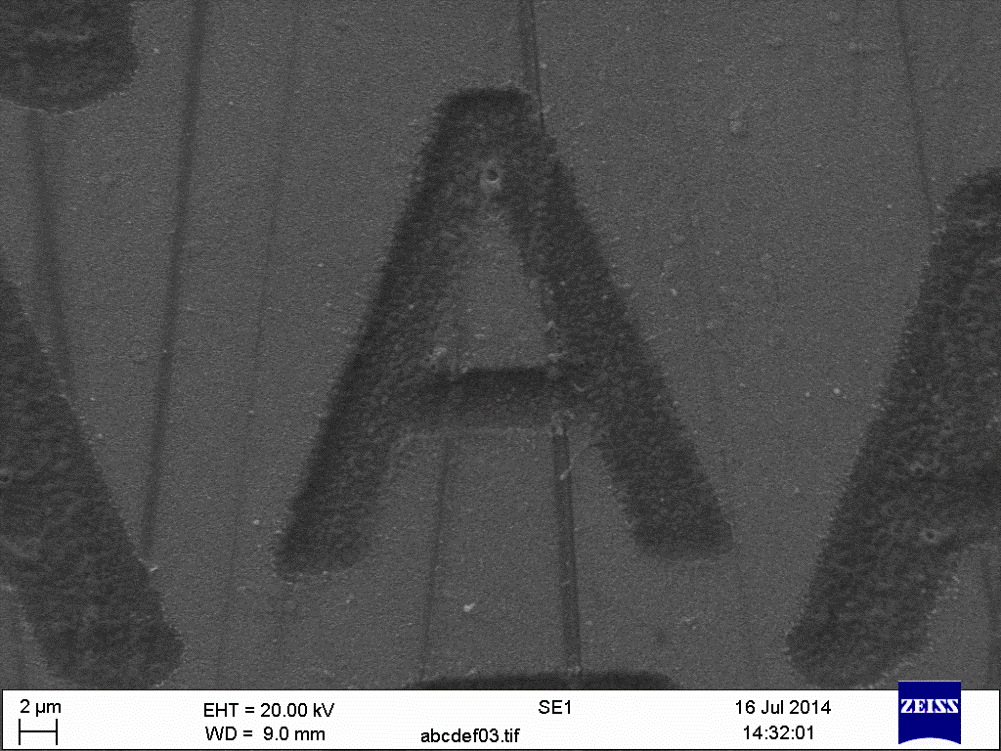 A
2 µm
EHT = 20.00 kV
SE1
16 Jul 2014
WD = 9.0 mm
abcdef03.tif
14:32:01
ZEISS